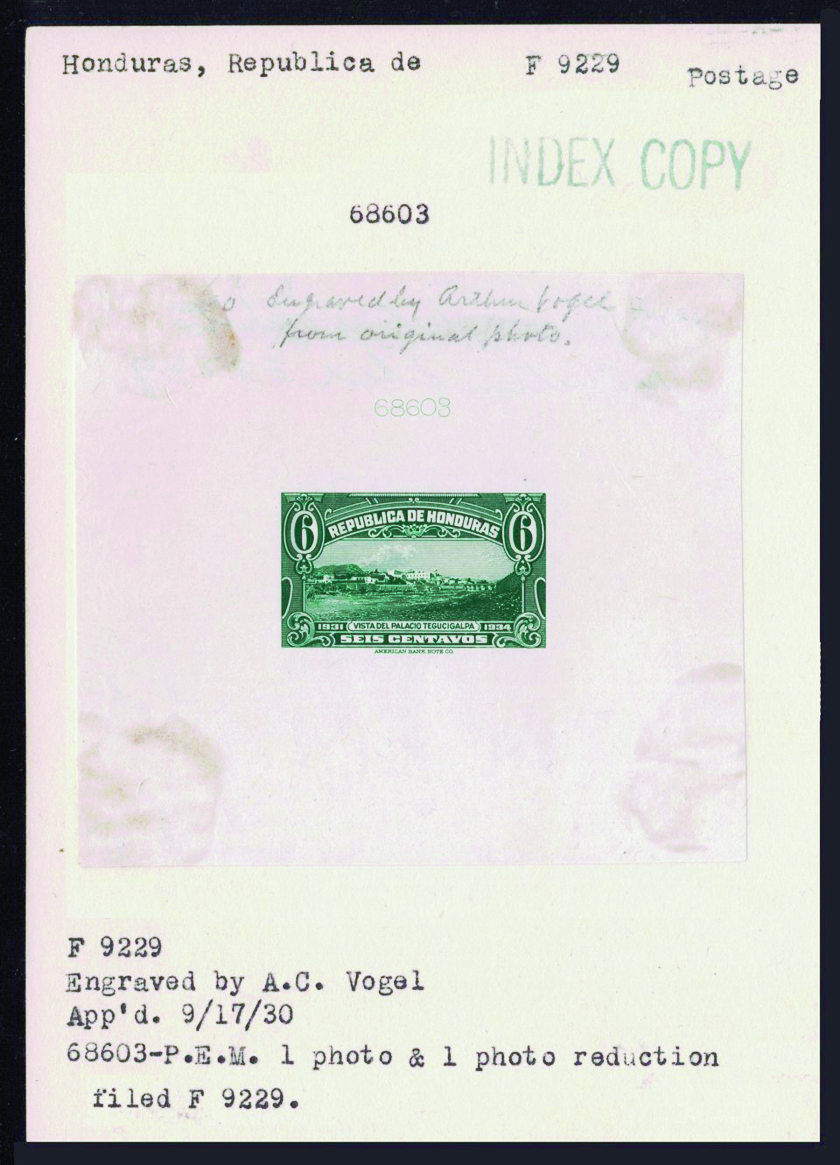 Honduras, Republica de F 9229 Postage
INDEX COPY
68603
Engraved by Arthur Vogel
from original photo.
68603
6 REPUBLICA DE HONDURAS 6
1931 VISTA DEL PALACIO TEGUCIGALPA 1934
SEIS CENTAVOS
AMERICAN BANK NOTE CO.
F 9229
Engraved by A.C. Vogel
App'd. 9/17/30
68603-P.E.M. 1 photo & 1 photo reduction
filed F 9229.